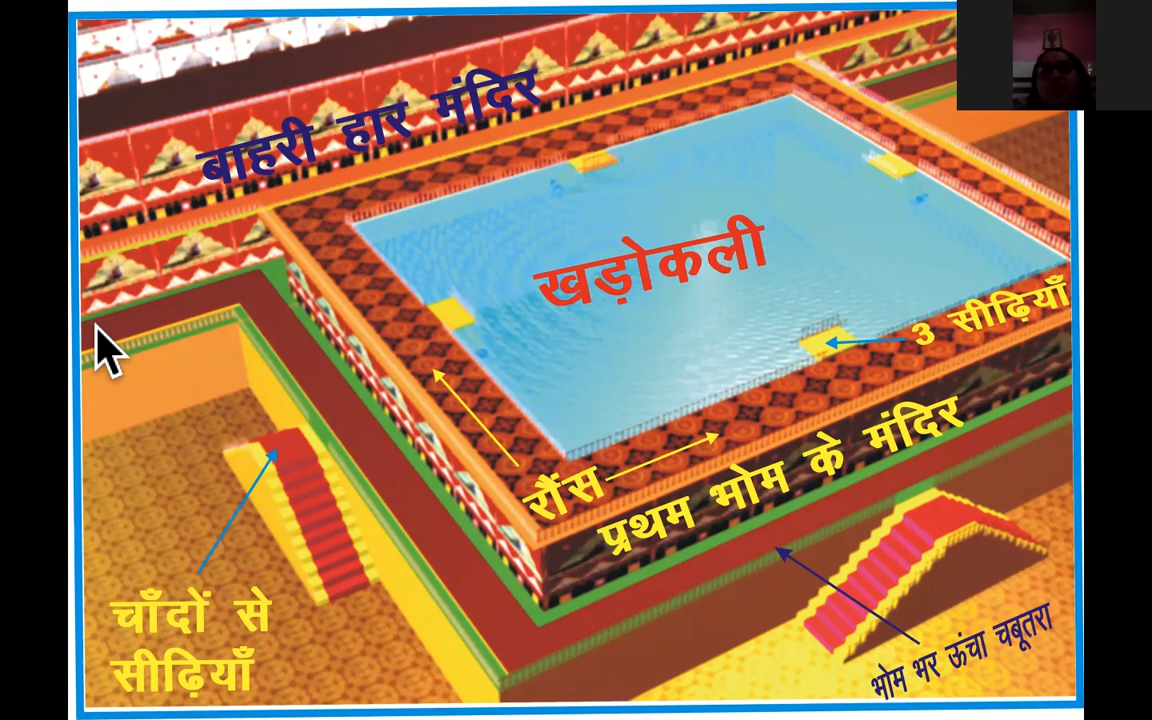 बाहरी हार मंदिर
खड़ोकली
3 सीढ़ियाँ
रौंस
प्रथम भोम के मंदिर
चाँदों से
सीढ़ियाँ
भोम भर ऊंचा चबूतरा